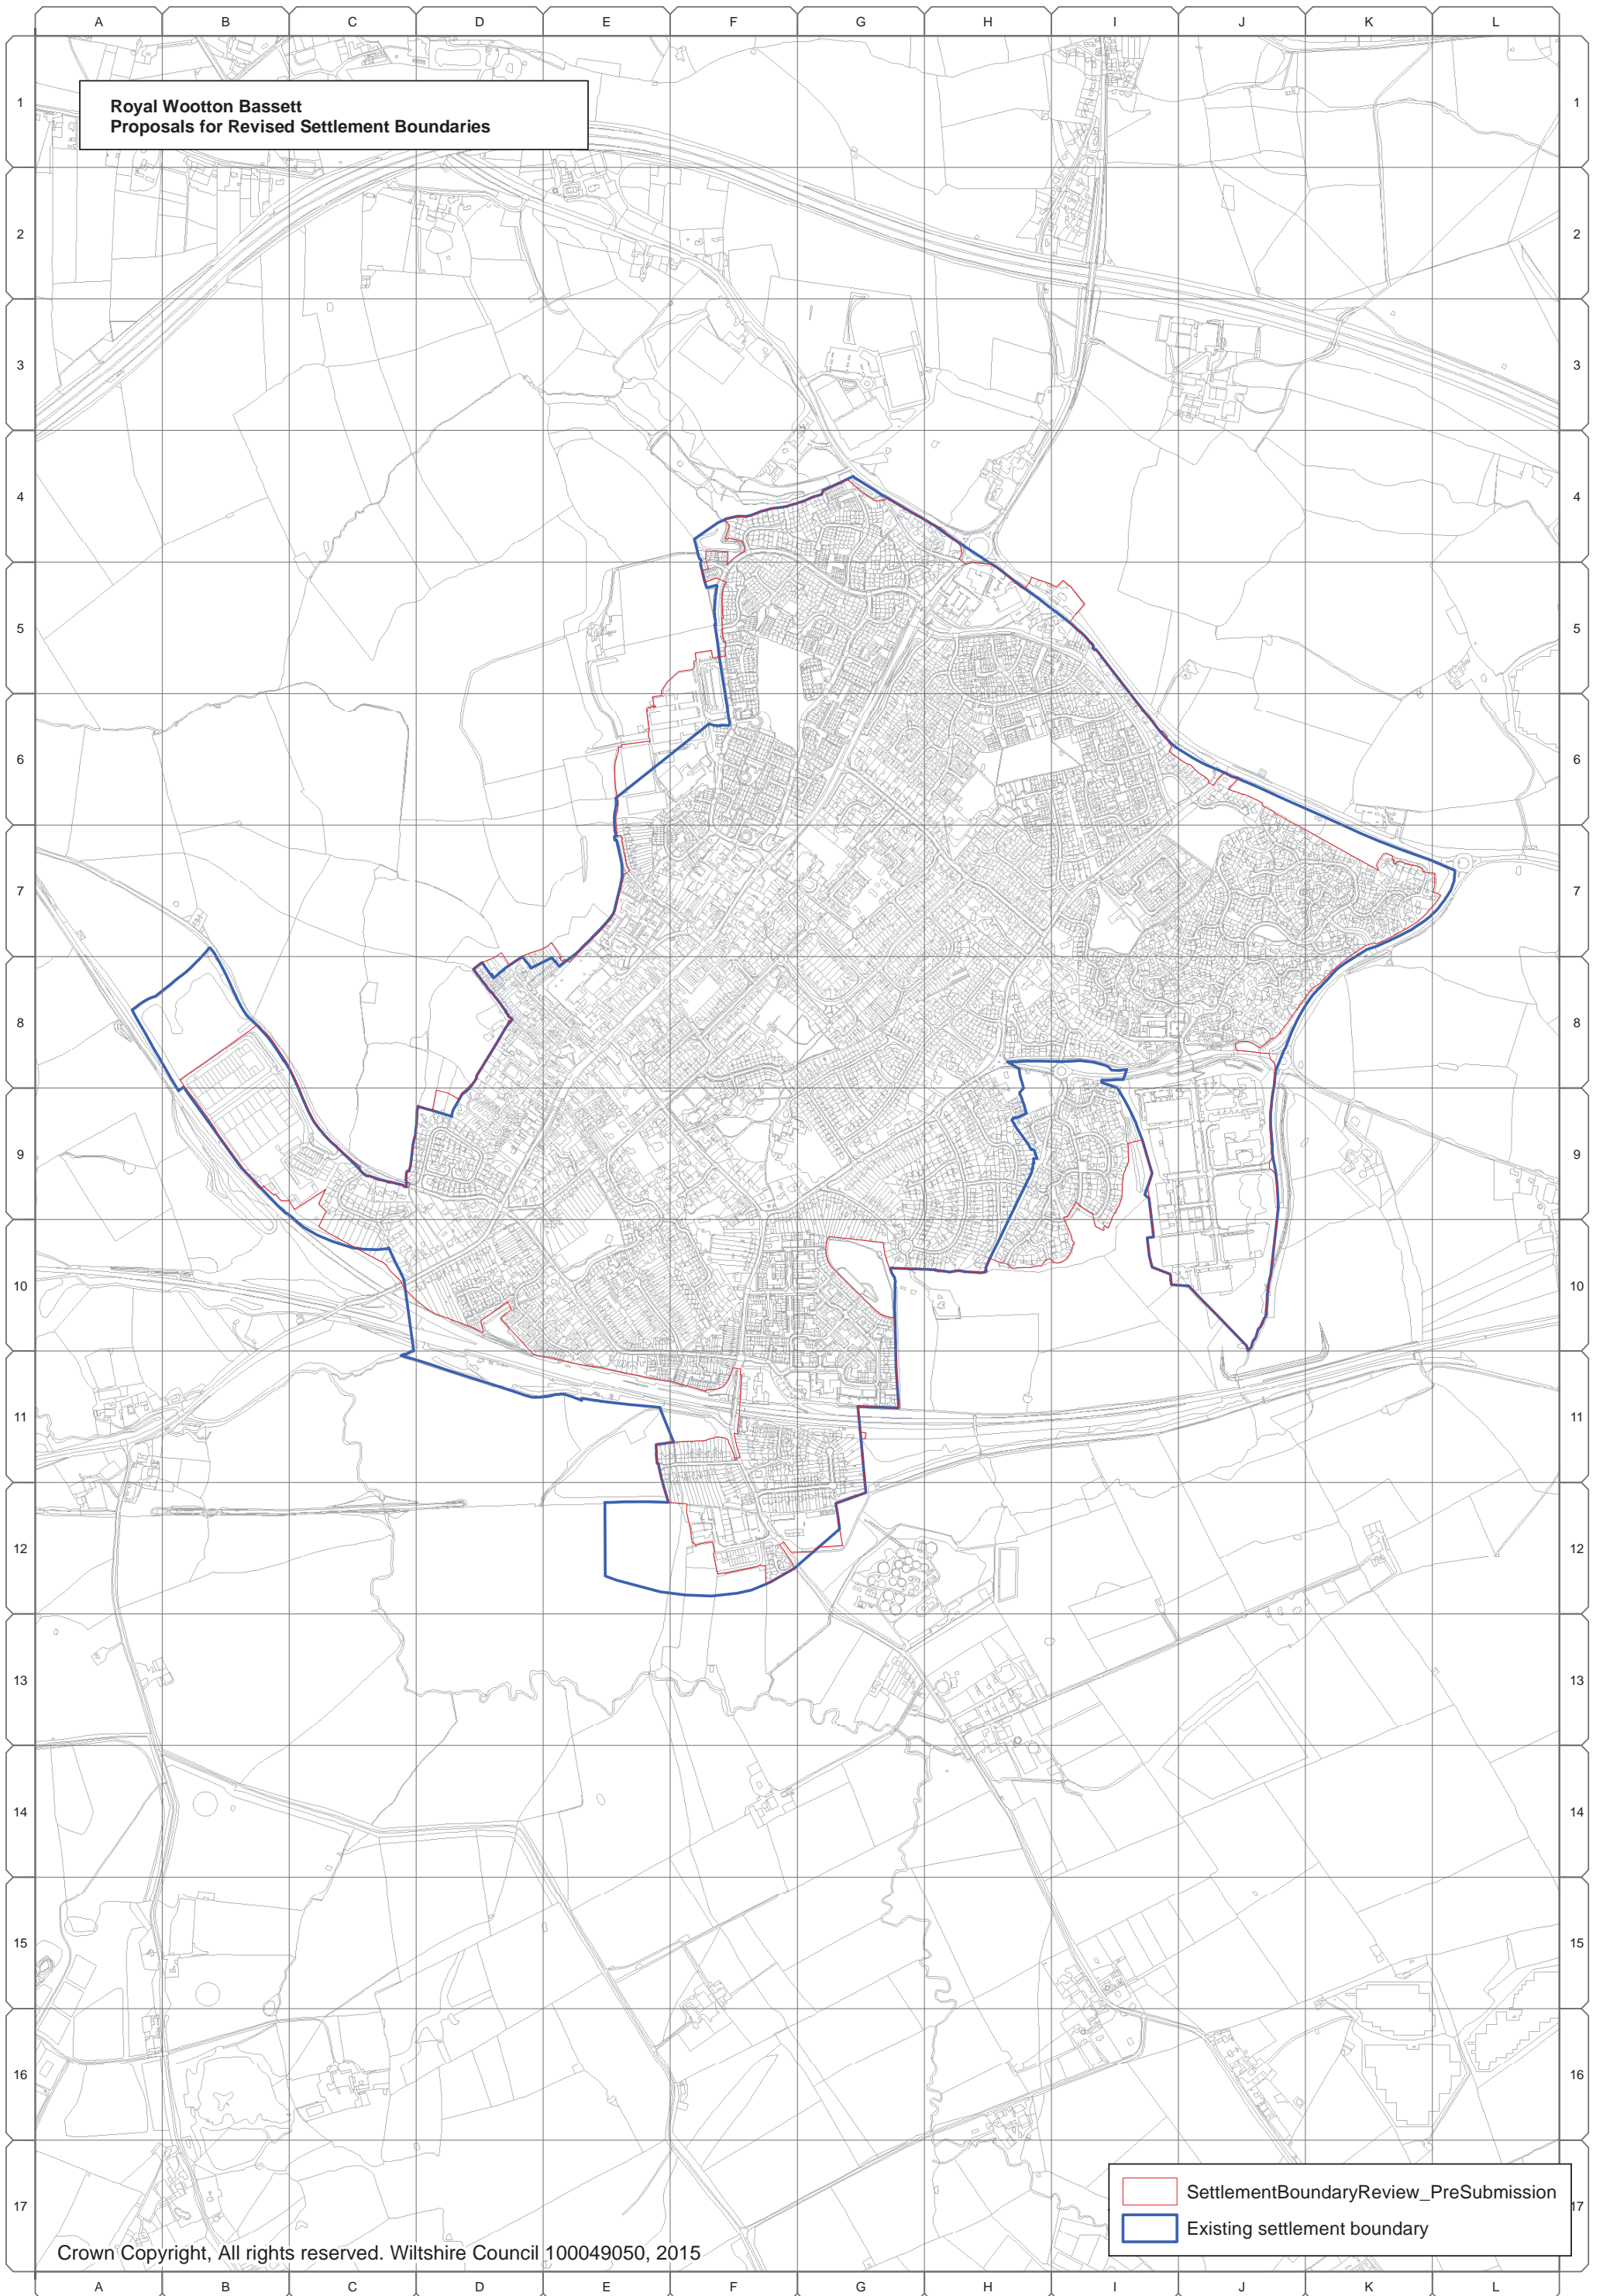 A B C D E F G H I J K L
1 1
Royal Wootton Bassett
Proposals for Revised Settlement Boundaries
2 2
3 3
4 4
5 5
6 6
7 7
8 8
9 9
10 10
11 11
12 12
13 13
14 14
15 15
16 16
17 17
SettlementBoundaryReview_PreSubmission
Existing settlement boundary
Crown Copyright, All rights reserved. Wiltshire Council 100049050, 2015
A B C D E F G H I J K L